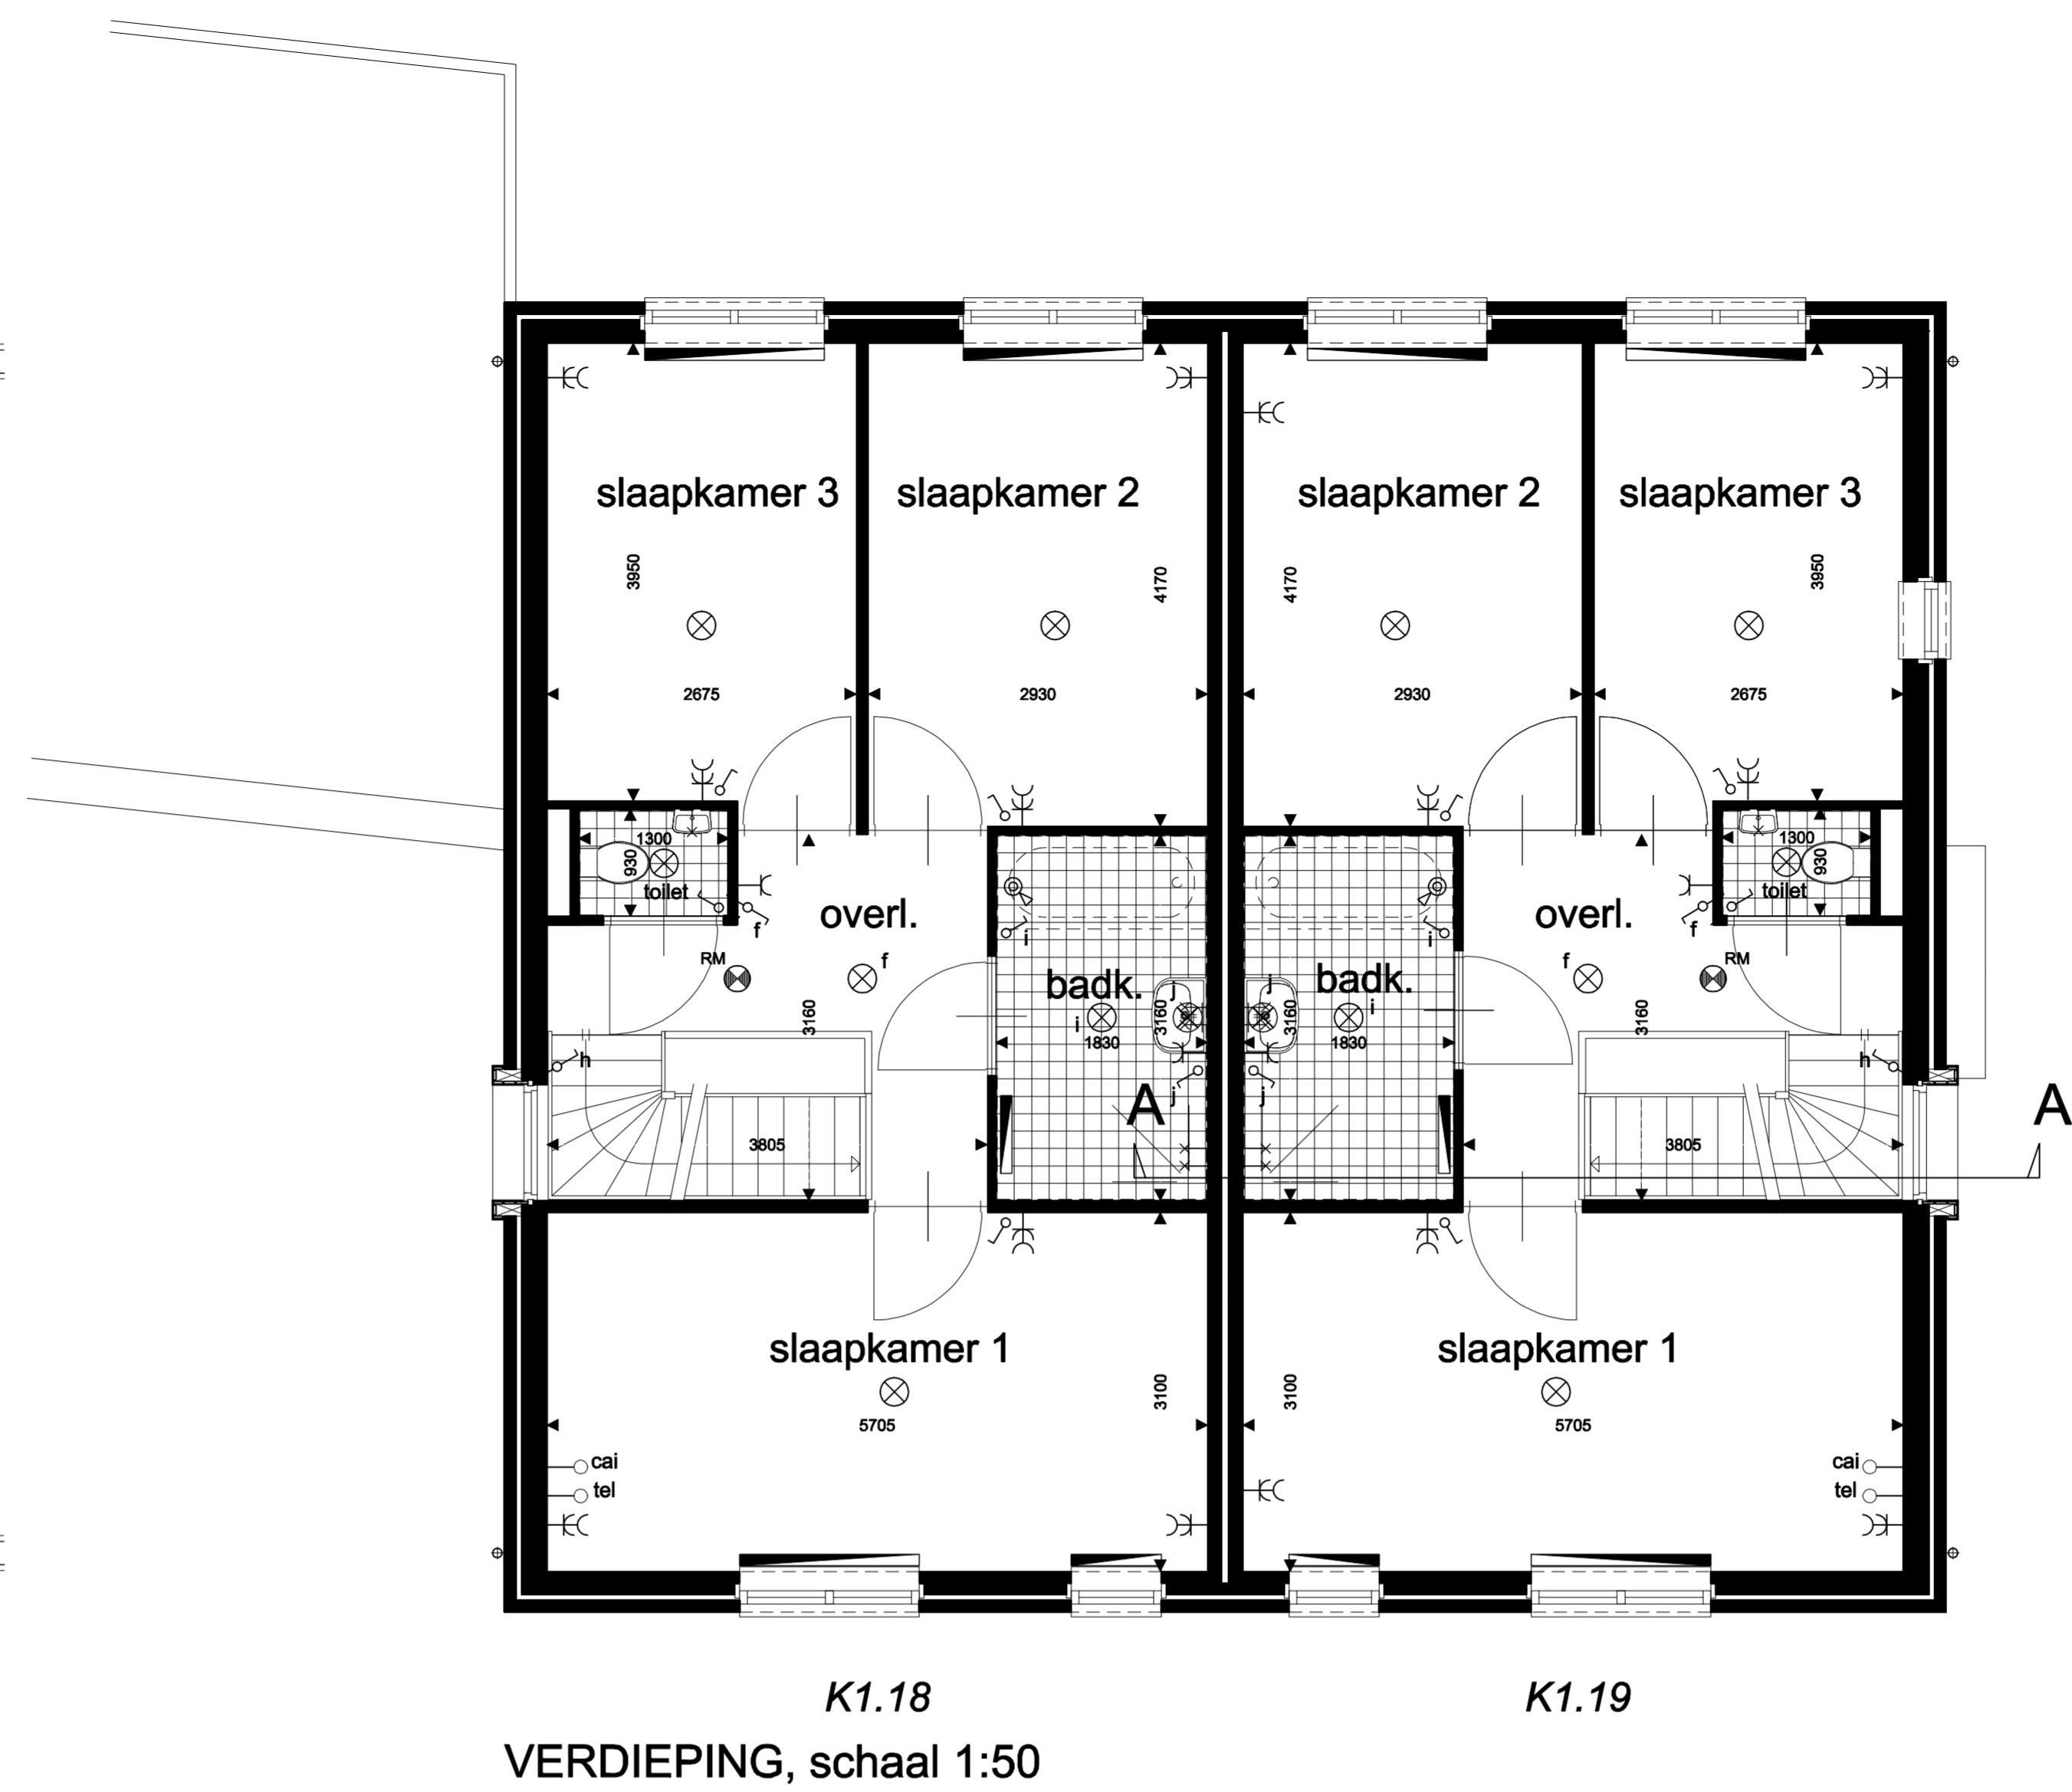 slaapkamer 3
slaapkamer 2
slaapkamer 2
slaapkamer 3
3950
4170
4170
3950
2675
2930
2930
2675
1300
930
toilet
f
overl.
RM
f
i
badk.
j
i
3160
1830
3160
h
j
A
3805
1300
930
toilet
f
overl.
RM
f
i
badk.
j
i
3160
1830
3160
h
j
A
3805
slaapkamer 1
slaapkamer 1
3100
3100
5705
5705
cai
tel
cai
tel
K1.18
K1.19
VERDIEPING, schaal 1:50